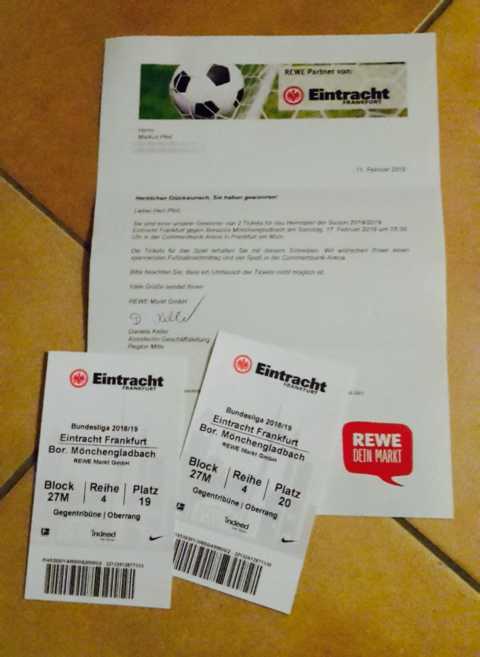 REWE Partner von:
Eintracht
FRANKFURT
Herrn
Markus Pfeil
11. Februar 2019
Herzlichen Glückwunsch, Sie haben gewonnen!
Lieber Herr Pfeil,
Sie sind einer unserer Gewinner von 2 Tickets für das Heimspiel der Saison 2018/2019
Eintracht Frankfurt gegen Borussia Mönchengladbach am Sonntag, 17. Februar 2019 um
Uhr in der Commerzbank-Arena in Frankfurt am Main.
Die Tickets für das Spiel erhalten Sie mit diesem Schreiben. Wir wünschen Ihnen einen
spannenden Fußballnachmittag und viel Spaß in der Commerzbank-Arena.
Bitte beachten Sie, dass ein Umtausch der Tickets nicht möglich ist.
Viele Grüße sendet Ihnen
REWE Markt GmbH
D. Keller
Daniela Keller
Assistentin Geschäftsleitung
Region Mitte
REWE
DEIN MARKT
Eintracht
FRANKFURT
Bundesliga 2018/19
Eintracht Frankfurt
Bor. Mönchengladbach
REWE Markt GmbH
Block Reihe Platz
27M 4 19
Gegentribüne | Oberrang
indeed
Eintracht
FRANKFURT
Bundesliga 2018/19
Eintracht Frankfurt
Bor. Mönchengladbach
REWE Markt GmbH
Block Reihe Platz
27M 4 20
Gegentribüne | Oberrang
indeed